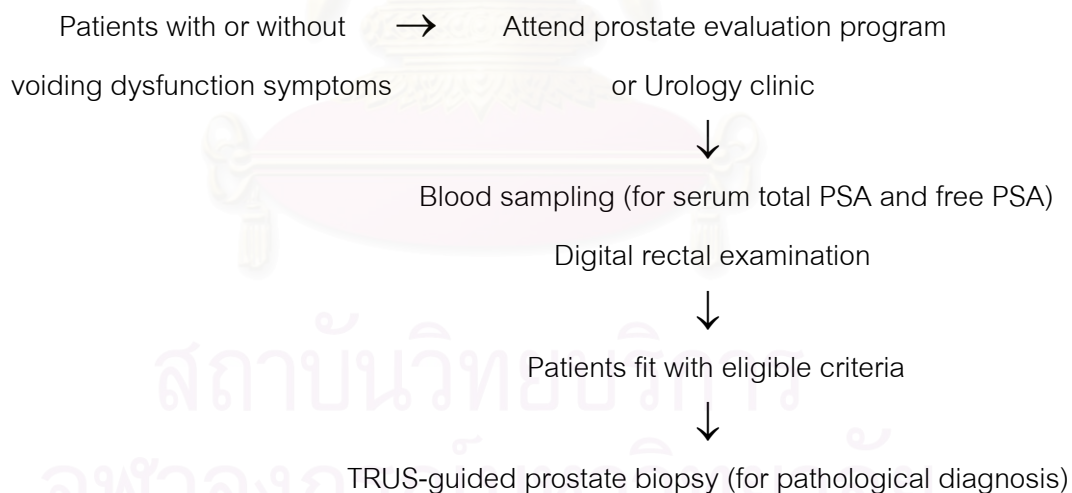 Patients with or without → Attend prostate evaluation program
voiding dysfunction symptoms or Urology clinic
↓
Blood sampling (for serum total PSA and free PSA)
Digital rectal examination
↓
Patients fit with eligible criteria
สถาบันวิทยบริการ
↓
TRUS-guided prostate biopsy (for pathological diagnosis)